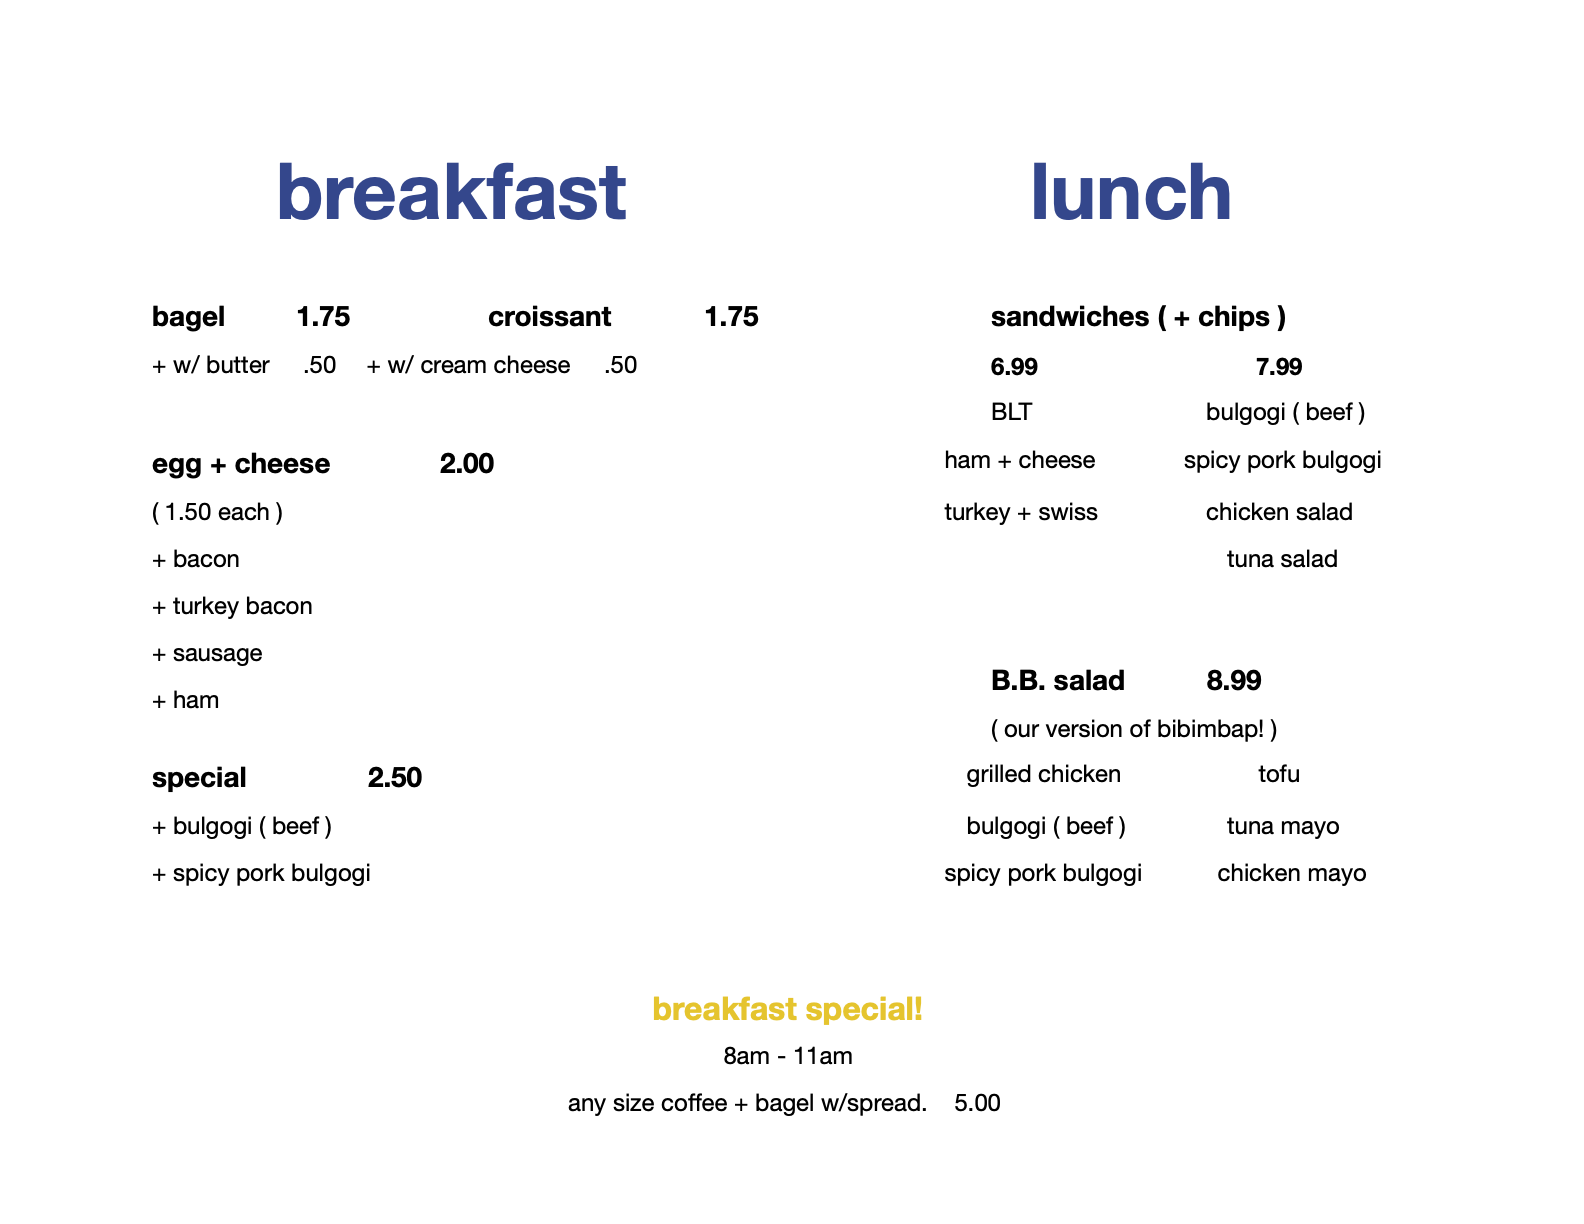 breakfast
bagel 1.75 croissant 1.75
+ w/ butter .50 + w/ cream cheese .50
egg + cheese 2.00
( 1.50 each )
+ bacon
+ turkey bacon
+ sausage
+ ham
special 2.50
+ bulgogi ( beef )
+ spicy pork bulgogi
lunch
sandwiches ( + chips )
6.99 7.99
BLT bulgogi ( beef )
ham + cheese spicy pork bulgogi
turkey + swiss chicken salad
tuna salad
B.B. salad 8.99
( our version of bibimbap! )
grilled chicken tofu
bulgogi ( beef ) tuna mayo
spicy pork bulgogi chicken mayo
breakfast special!
8am - 11am
any size coffee + bagel w/spread. 5.00